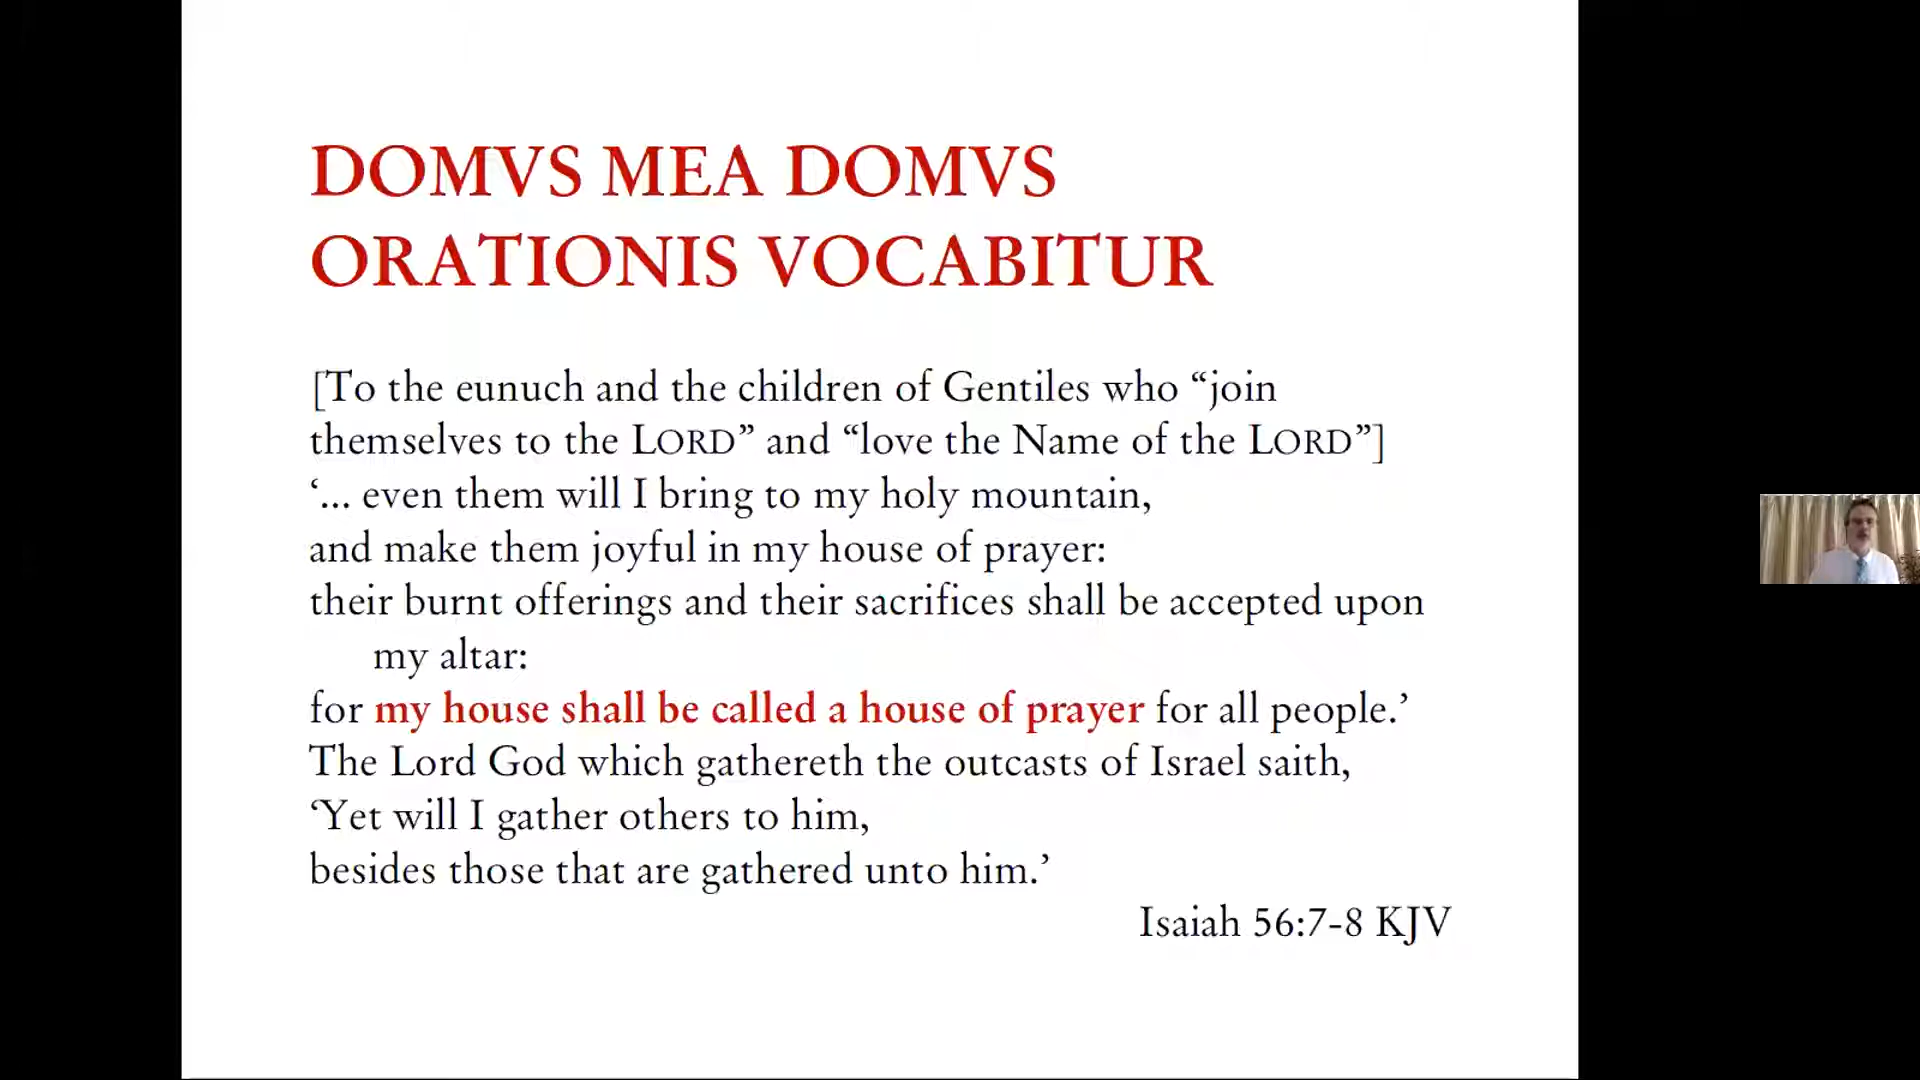 DOMVS MEA DOMVS
ORATIONIS VOCABITUR
[To the eunuch and the children of Gentiles who “join
themselves to the LORD” and “love the Name of the LORD”]
‘... even them will I bring to my holy mountain,
and make them joyful in my house of prayer:
their burnt offerings and their sacrifices shall be accepted upon
my altar:
for my house shall be called a house of prayer for all people.’
The Lord God which gathereth the outcasts of Israel saith,
‘Yet will I gather others to him,
besides those that are gathered unto him.’
Isaiah 56:7-8 KJV